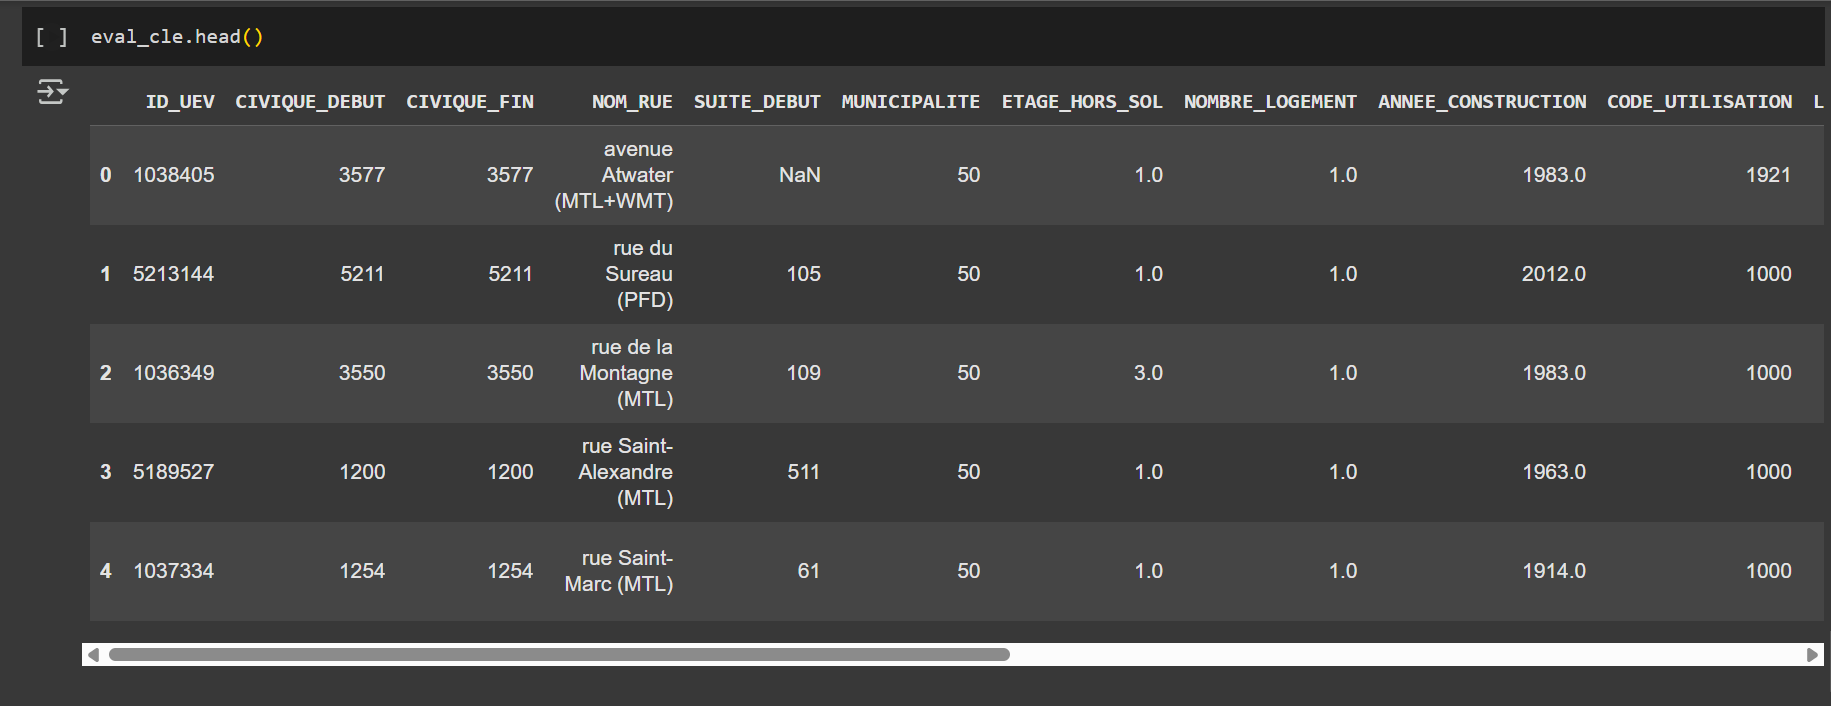 [ ] eval_cle.head()
ID_UEV CIVIQUE_DEBUT CIVIQUE_FIN NOM_RUE SUITE_DEBUT MUNICIPALITE ETAGE_HORS_SOL NOMBRE_LOGEMENT ANNEE_CONSTRUCTION CODE_UTILISATION L
0 1038405 3577 3577 avenue Atwater (MTL+WMT) NaN 50 1.0 1.0 1983.0 1921
1 5213144 5211 5211 rue du Sureau (PFD) 105 50 1.0 1.0 2012.0 1000
2 1036349 3550 3550 rue de la Montagne (MTL) 109 50 3.0 1.0 1983.0 1000
3 5189527 1200 1200 rue Saint-Alexandre (MTL) 511 50 1.0 1.0 1963.0 1000
4 1037334 1254 1254 rue Saint-Marc (MTL) 61 50 1.0 1.0 1914.0 1000